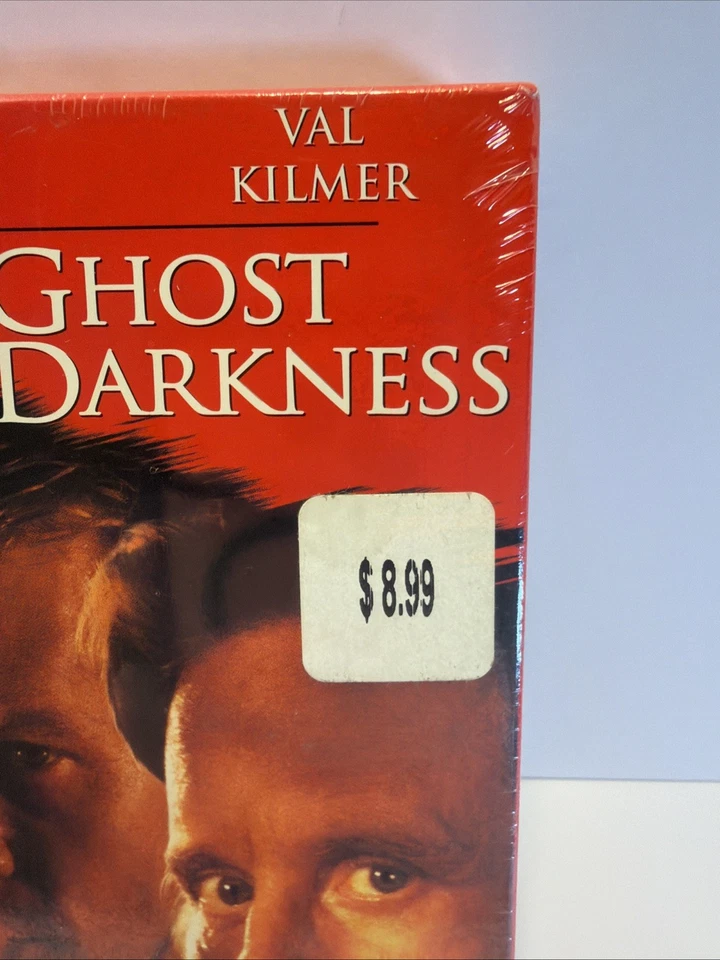 VAL
KILMER
GHOST
DARKNESS
$8.99